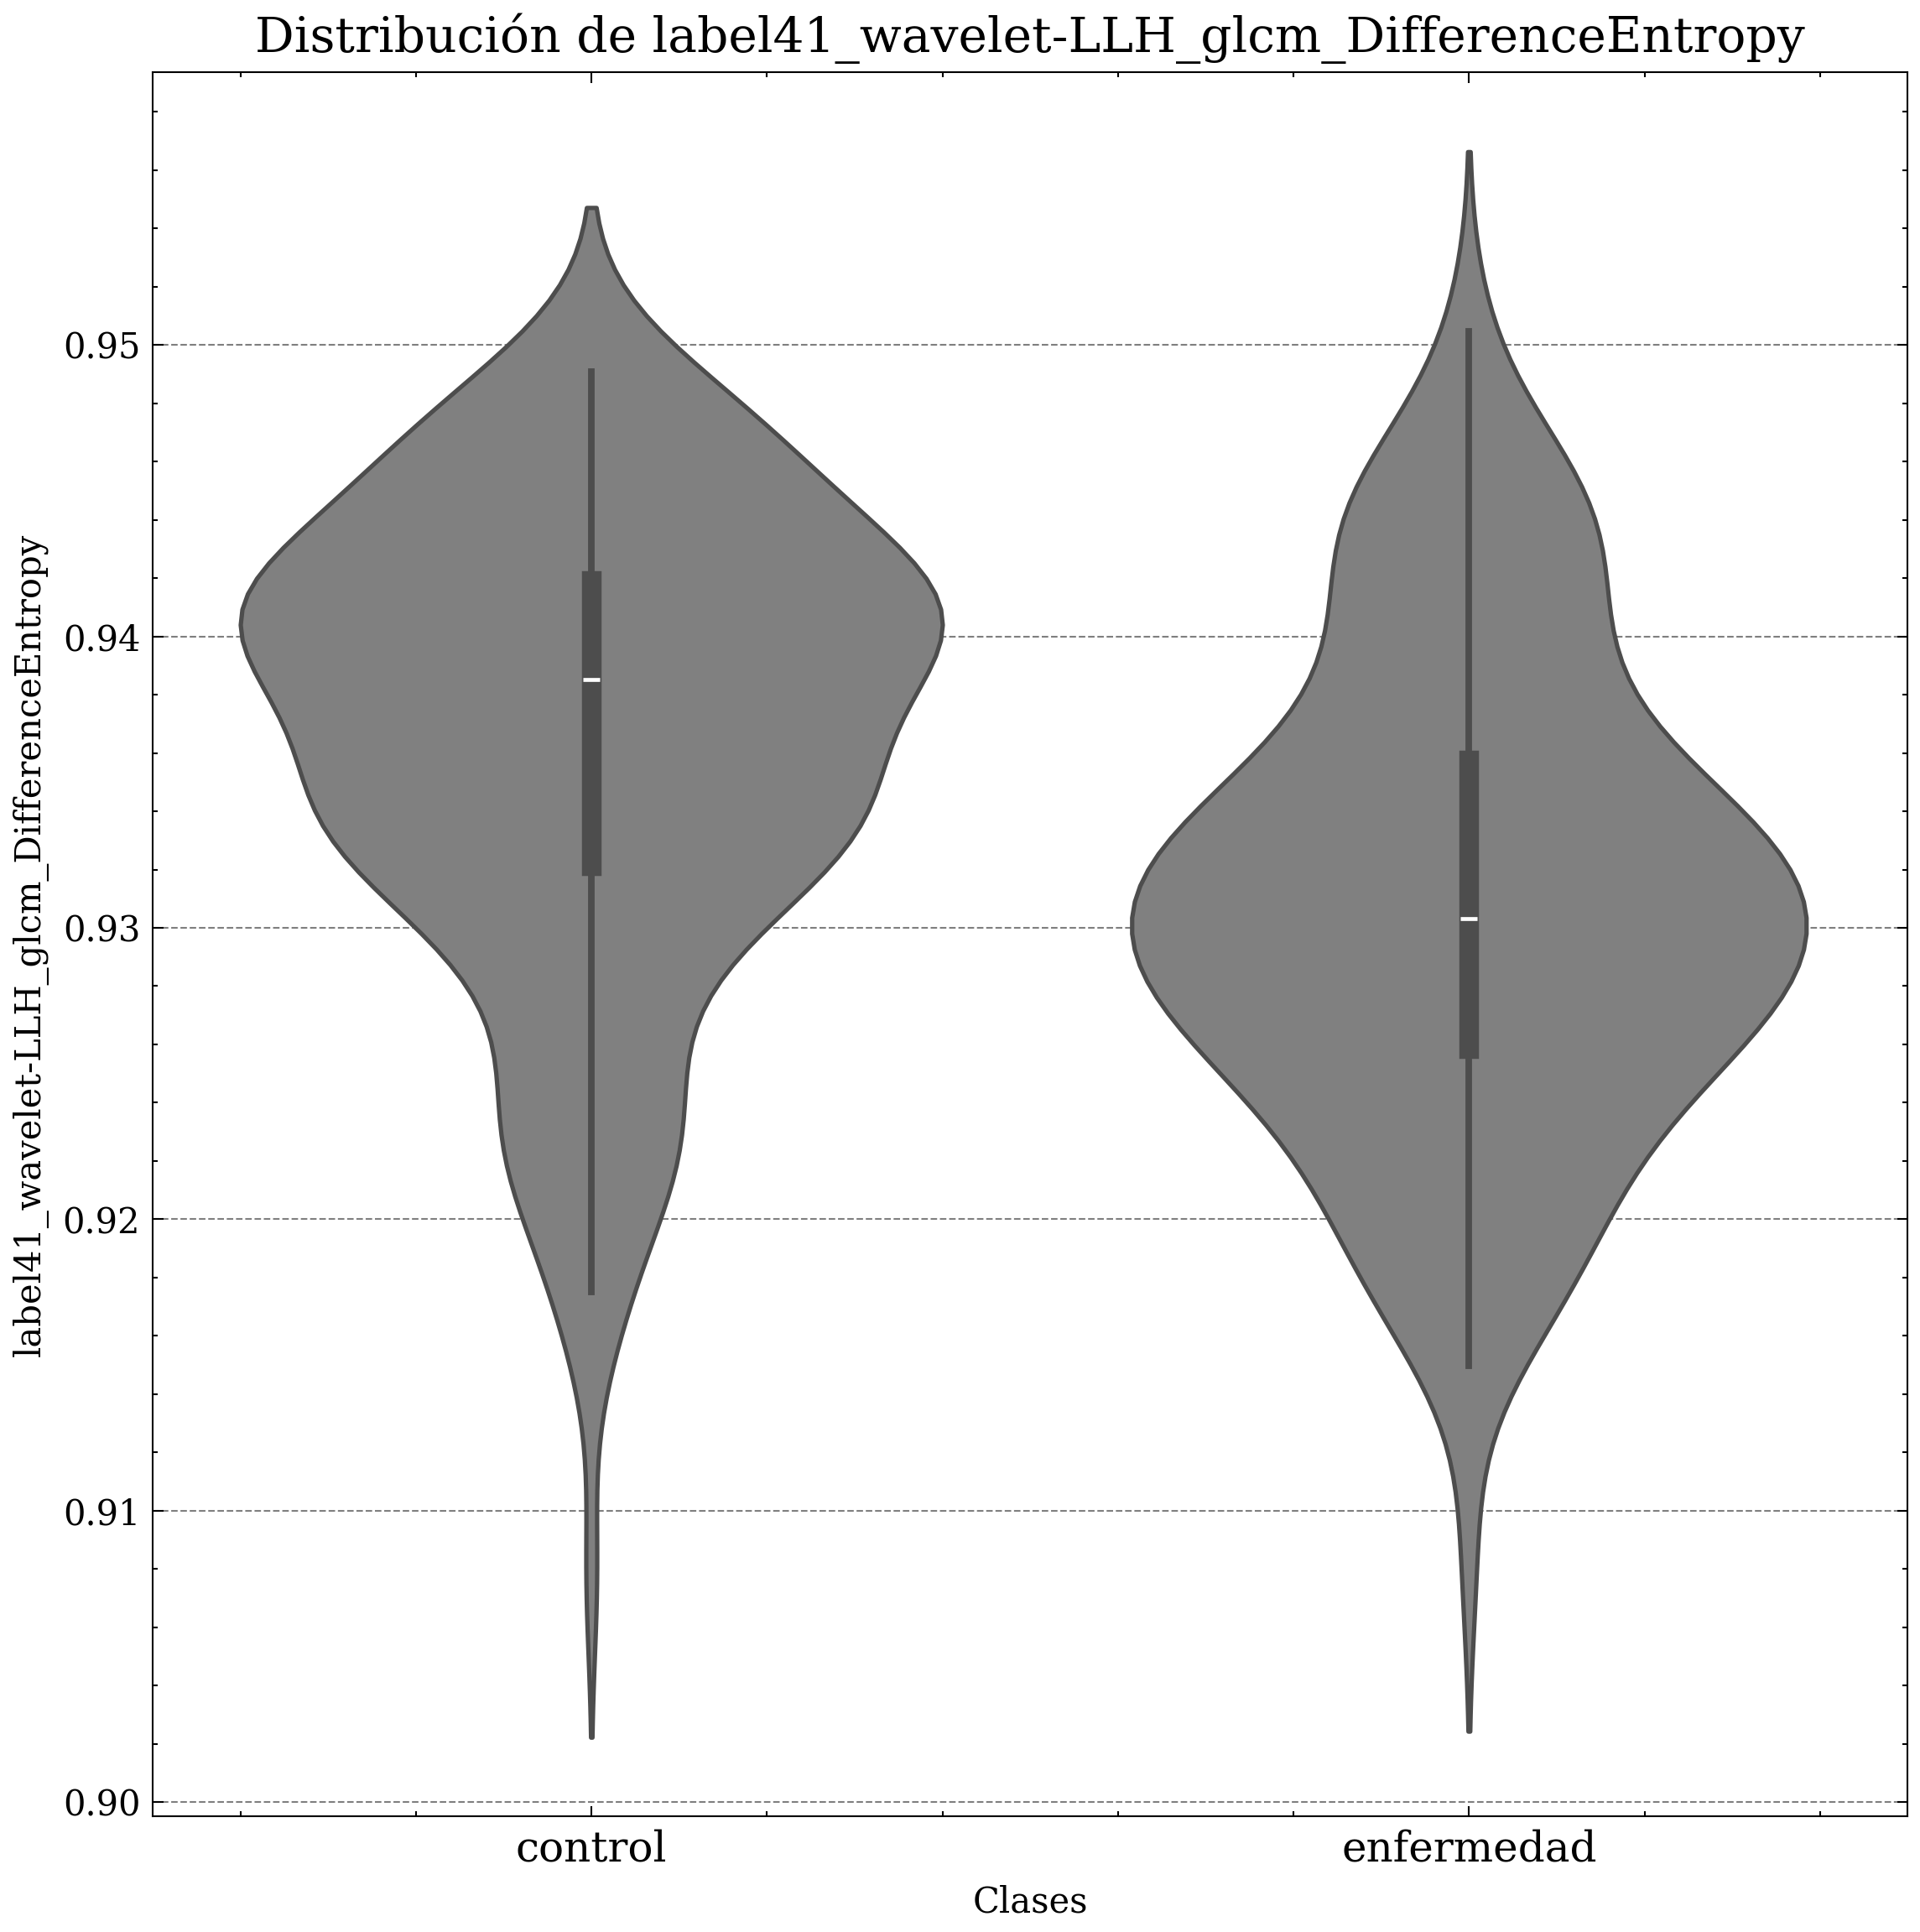 Distribución de label41_wavelet-LLH_glcm_DifferenceEntropy
label41_wavelet-LLH_glcm_DifferenceEntropy
0.95
0.94
0.93
0.92
0.91
0.90
control
enfermedad
Clases